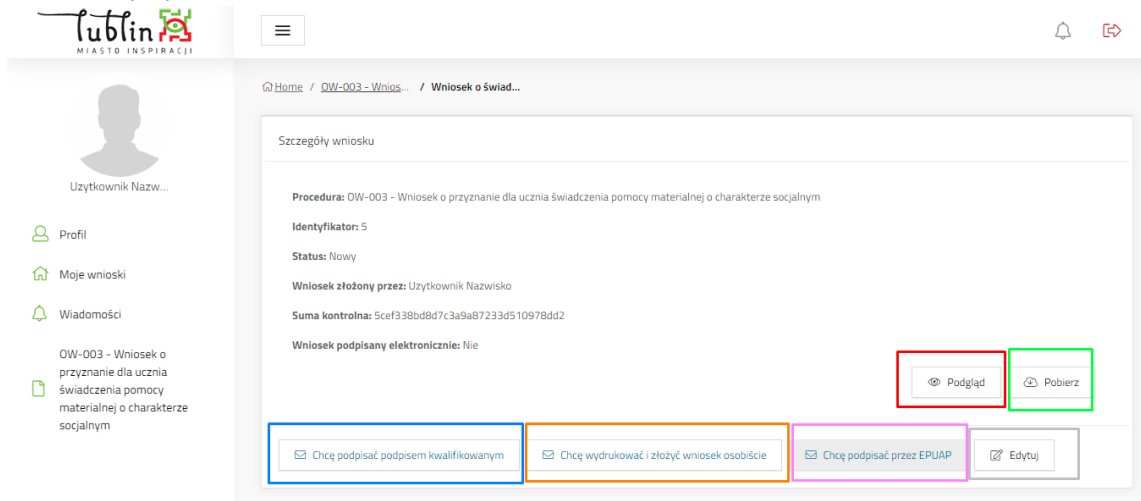 lublin
MIASTO INSPIRACJI
Uzytkownik Nazw...
Profil
Moje wnioski
Wiadomości
OW-003 - Wniosek o
przyznanie dla ucznia
świadczenia pomocy
materialnej o charakterze
socjalnym
Home / OW-003 - Wnios... / Wniosek o świad...
Szczegóły wniosku
Procedura: OW-003 - Wniosek o przyznanie dla ucznia świadczenia pomocy materialnej o charakterze socjalnym
Identyfikator: 5
Status: Nowy
Wniosek złożony przez: Uzytkownik Nazwisko
Suma kontrolna: 5cef338bd8d7c3a9a87233d510978dd2
Wniosek podpisany elektronicznie: Nie
Podgląd Pobierz
Chcę podpisać podpisem kwalifikowanym Chcę wydrukować i złożyć wniosek osobiście Chcę podpisać przez EPUAP Edytuj